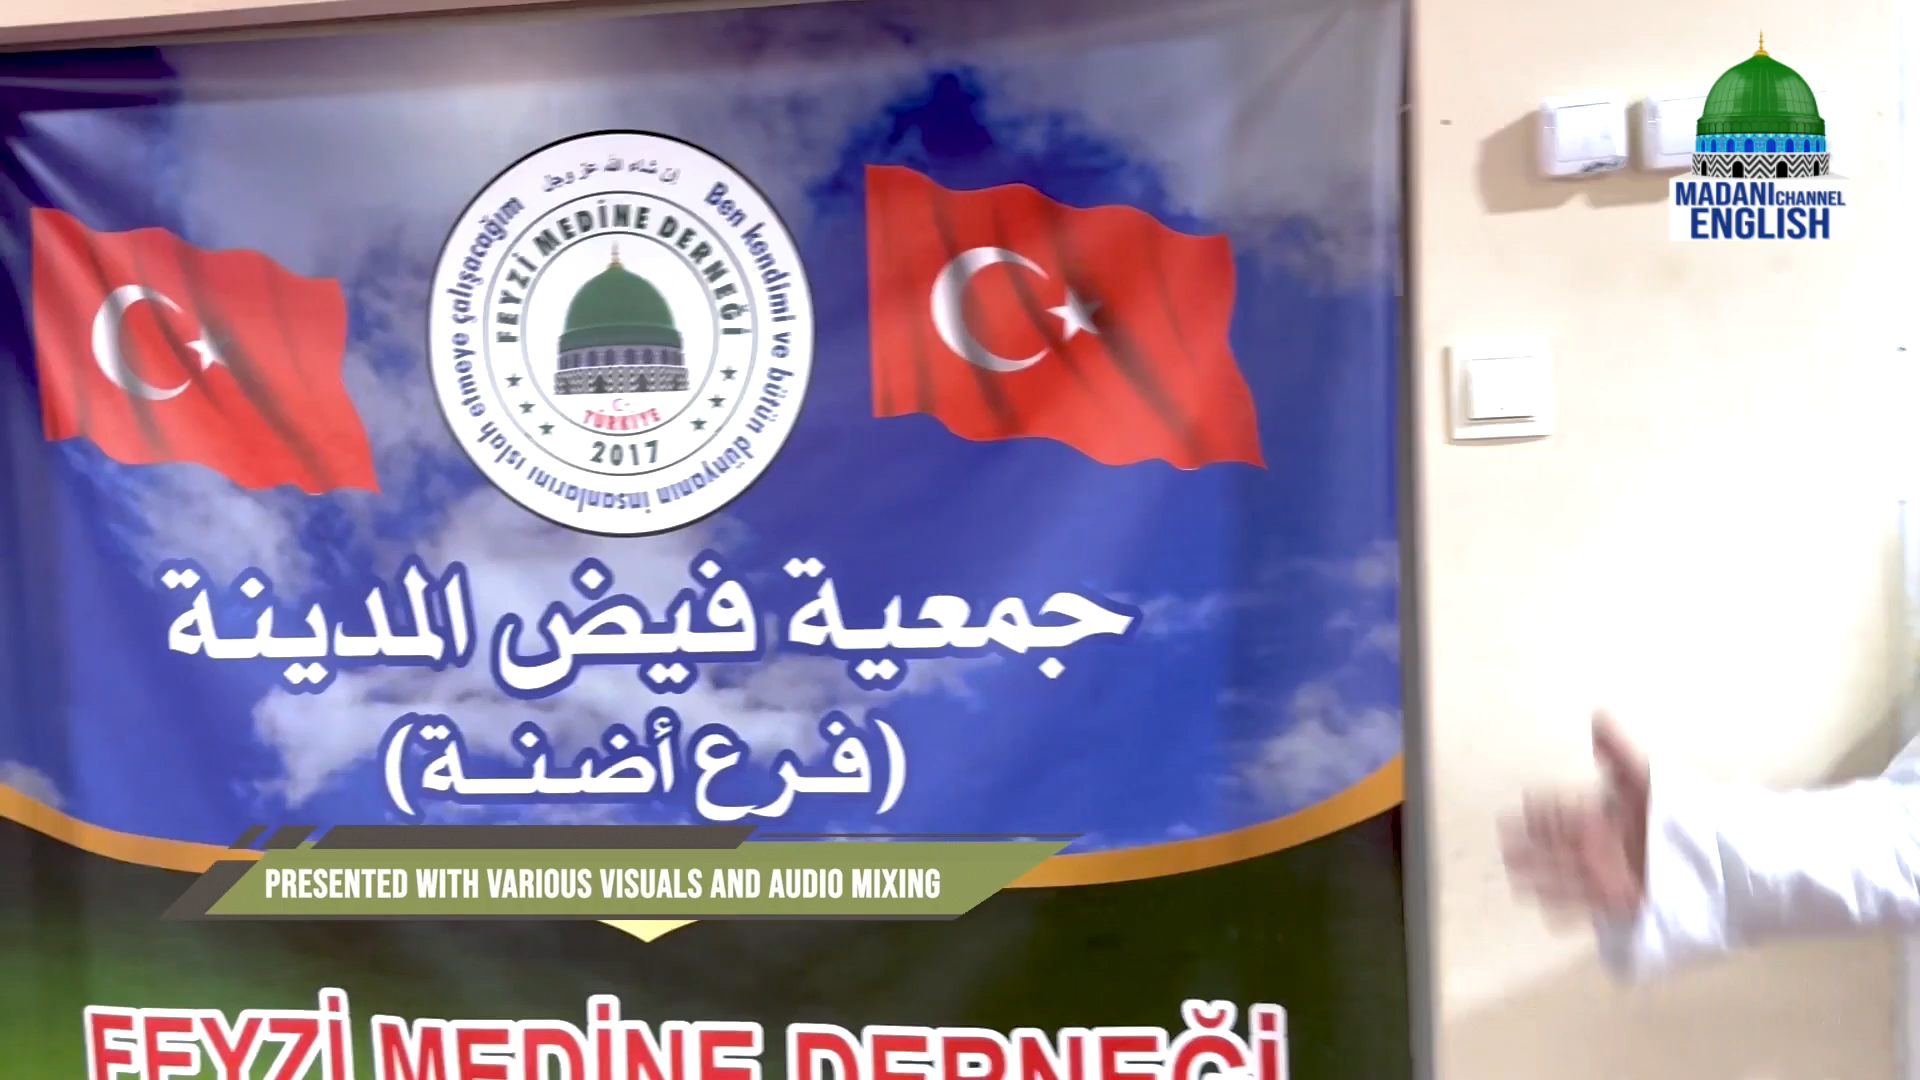 MADANI CHANNEL
ENGLISH
إن شاء الله عز وجل
Ben kendimi ve bütün dünyanın insanlarını ıslah etmeye çalışacağım
FEYZİ MEDİNE DERNEĞİ
TÜRKİYE
2017
جمعية فيض المدينة
(فرع أضنة)
PRESENTED WITH VARIOUS VISUALS AND AUDIO MIXING
FEYZİ MEDİNE DERNEĞİ